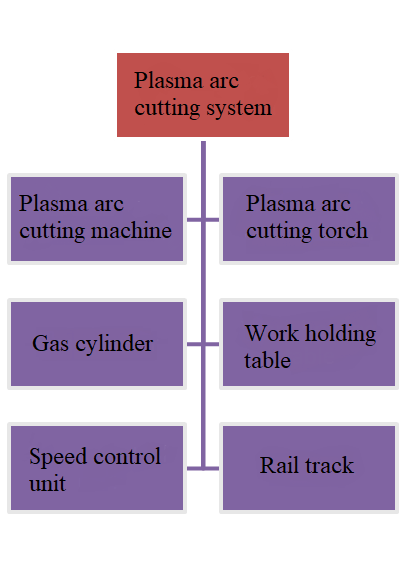 Plasma arc
cutting system
Plasma arc
cutting machine
Plasma arc
cutting torch
Gas cylinder
Work holding
table
Speed control
unit
Rail track